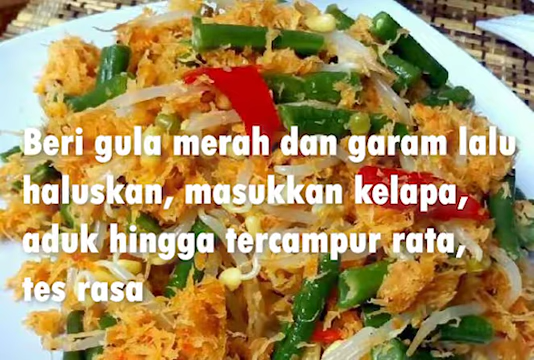 Beri gula merah dan garam lalu
haluskan, masukkan kelapa,
aduk hingga tercampur rata,
tes rasa